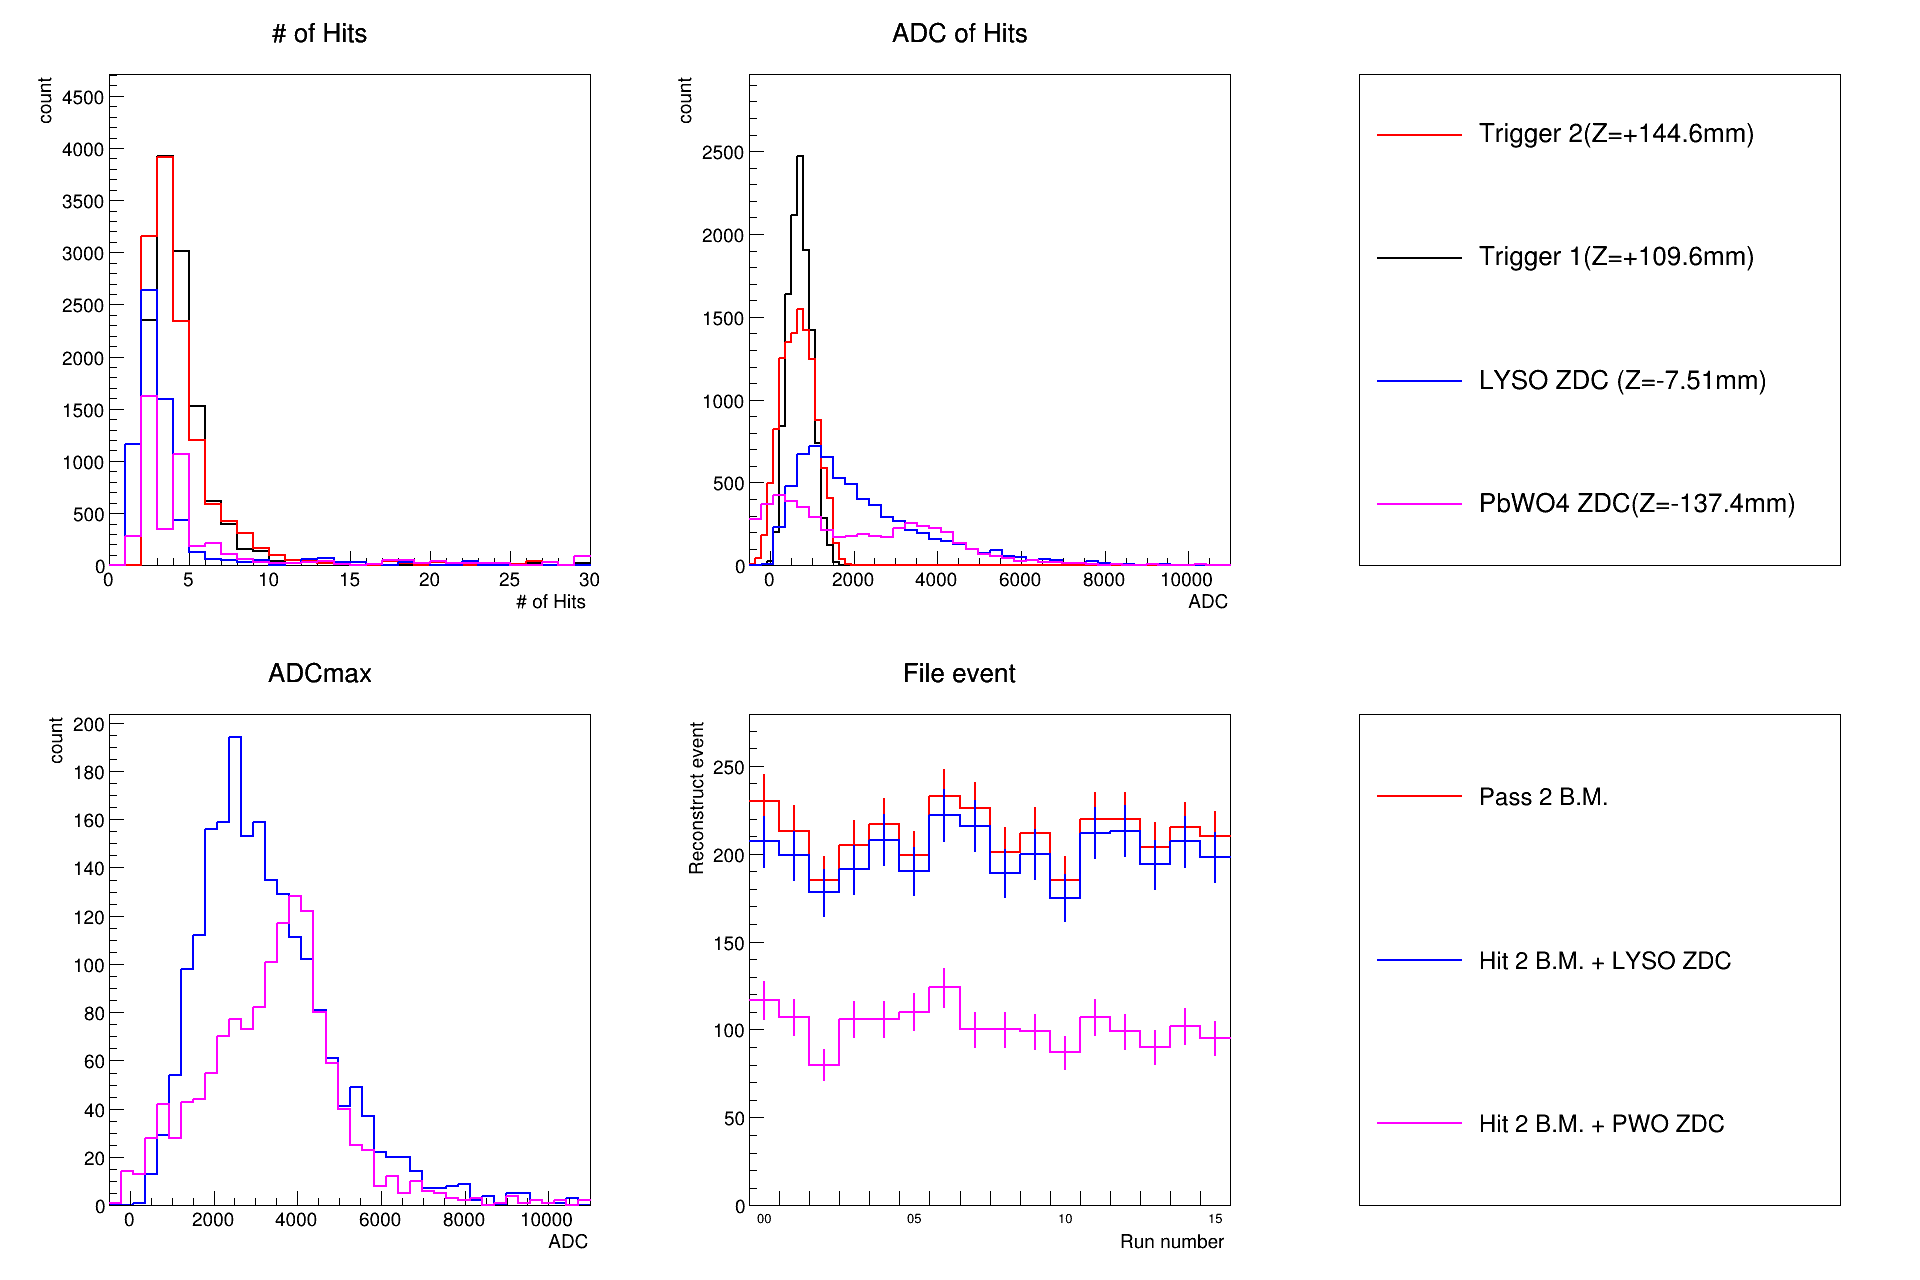 # of Hits
count
4500
4000
3500
3000
2500
2000
1500
1000
500
0
0 5 10 15 20 25 30
# of Hits
ADC of Hits
count
2500
2000
1500
1000
500
0
0 2000 4000 6000 8000 10000
ADC
Trigger 2(Z=+144.6mm)
Trigger 1(Z=+109.6mm)
LYSO ZDC (Z=-7.51mm)
PbWO4 ZDC(Z=-137.4mm)
ADCmax
count
200
180
160
140
120
100
80
60
40
20
0
0 2000 4000 6000 8000 10000
ADC
File event
Reconstruct event
250
200
150
100
50
0
00 05 10 15
Run number
Pass 2 B.M.
Hit 2 B.M. + LYSO ZDC
Hit 2 B.M. + PWO ZDC